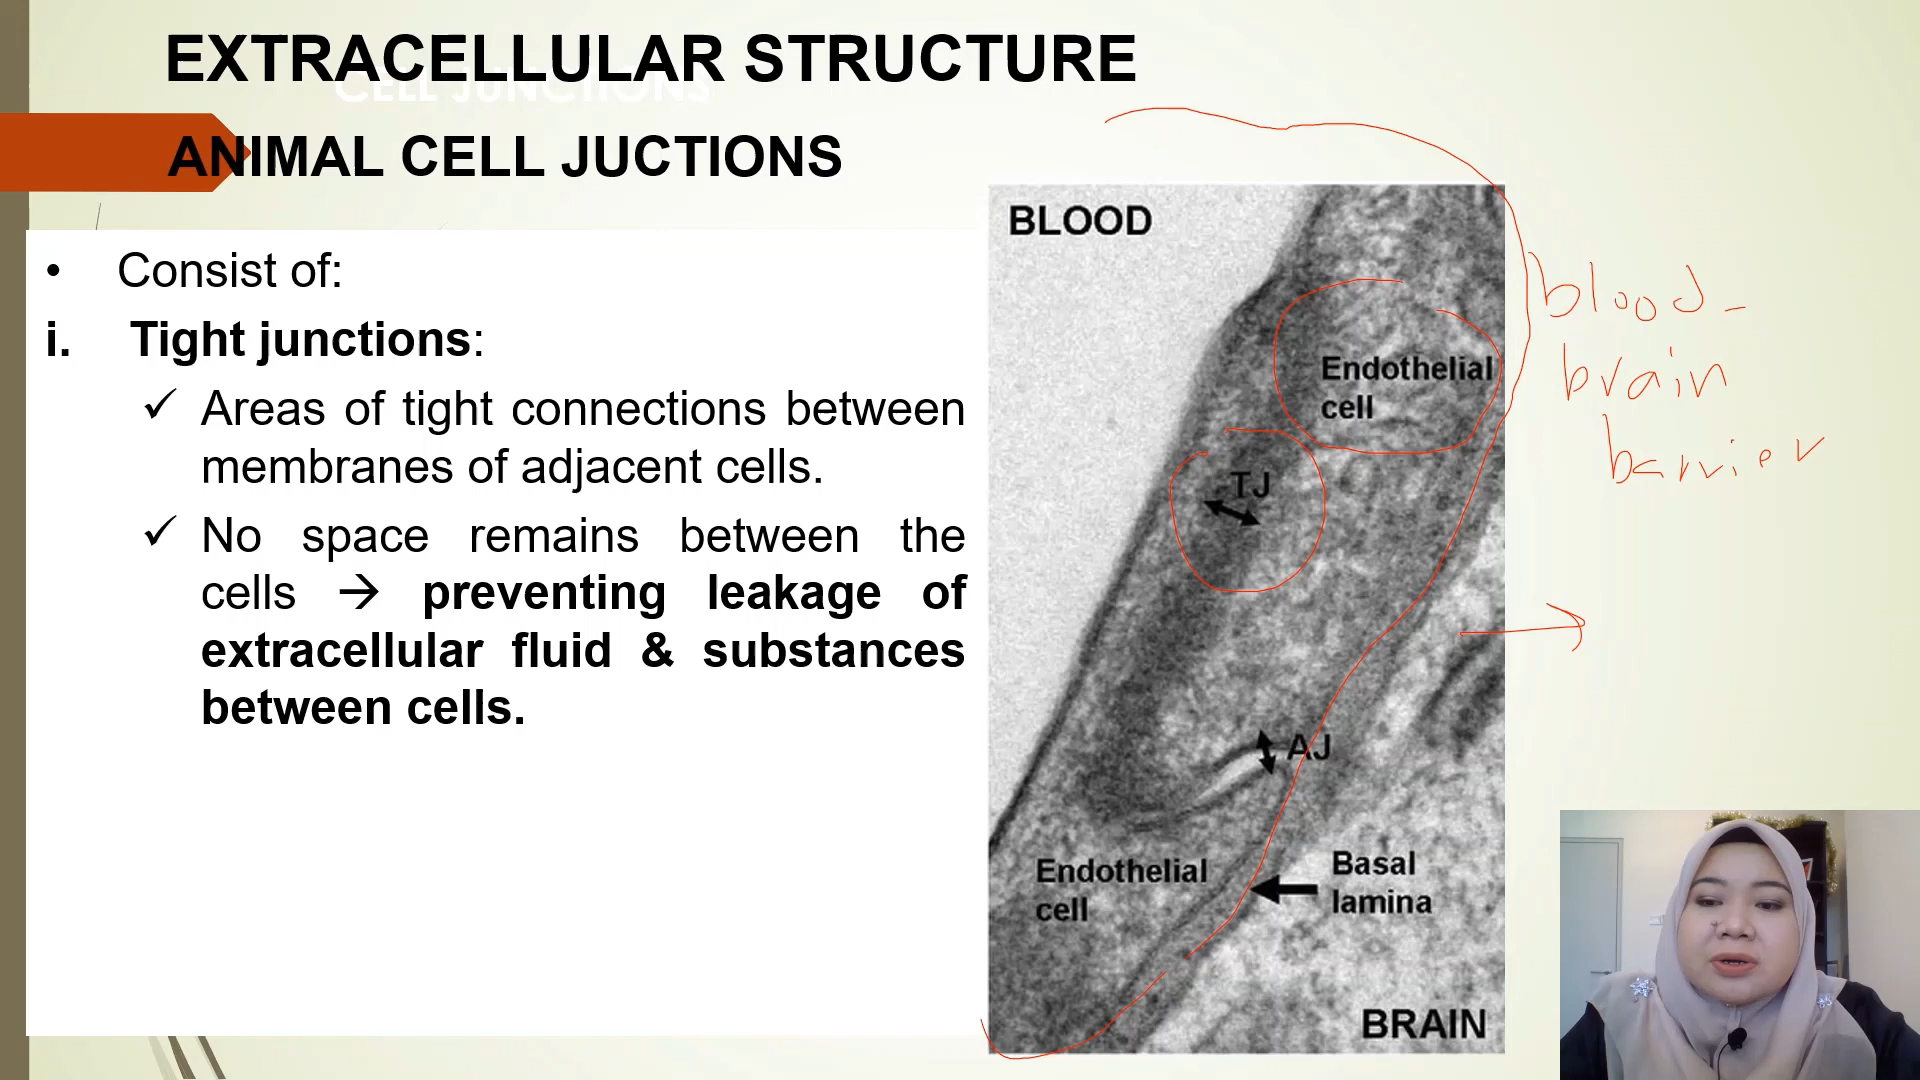 EXTRACELLULAR STRUCTURE
CELL JUNCTIONS
ANIMAL CELL JUCTIONS
• Consist of:
i. Tight junctions:
✓ Areas of tight connections between
membranes of adjacent cells.
✓ No space remains between the
cells → preventing leakage of
extracellular fluid & substances
between cells.
BLOOD
Endothelial
cell
TJ
AJ
Endothelial
cell
Basal
lamina
BRAIN
blood-
brain
barrier